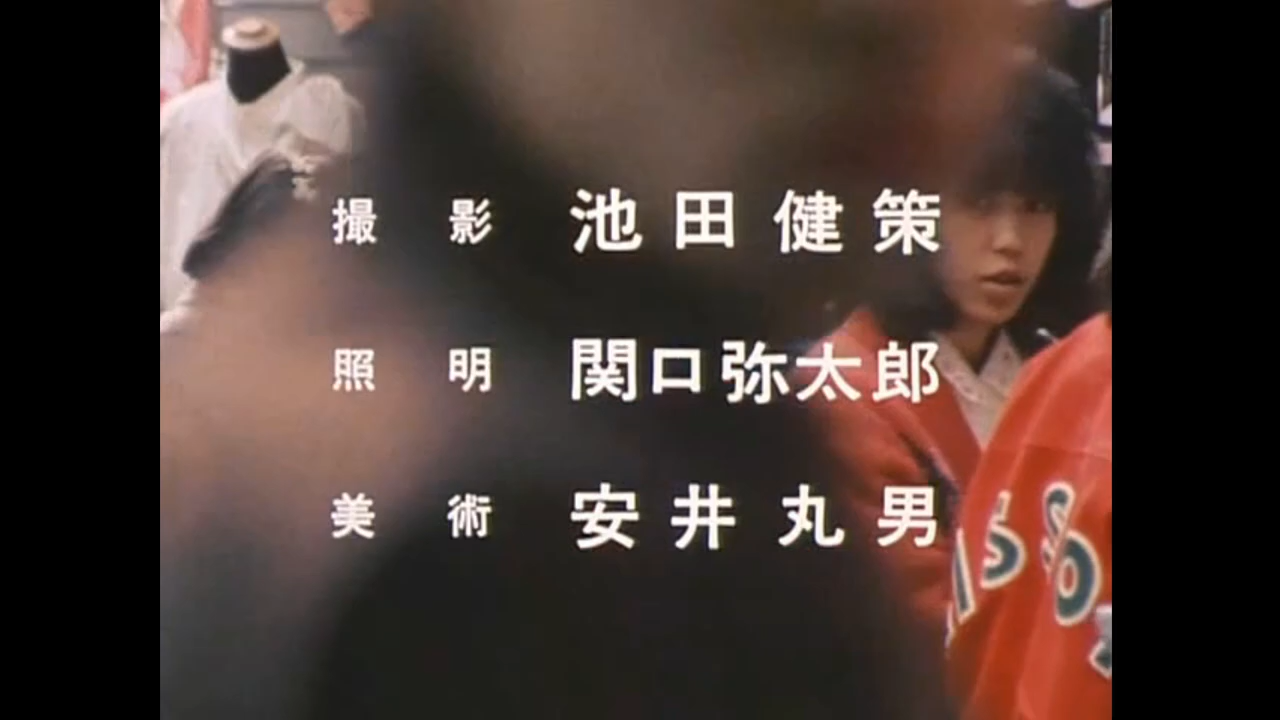 撮影 池田健策
照明 関口弥太郎
美術 安井丸男